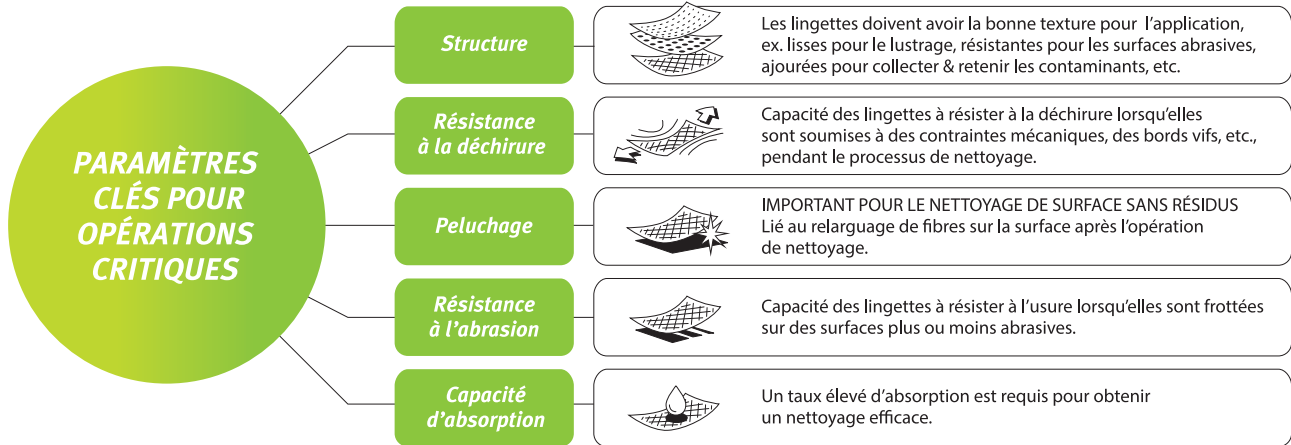 PARAMÈTRES
CLÉS POUR
OPÉRATIONS
CRITIQUES
Structure
Les lingettes doivent avoir la bonne texture pour l'application,
ex. lisses pour le lustrage, résistantes pour les surfaces abrasives,
ajourées pour collecter & retenir les contaminants, etc.
Résistance
à la déchirure
Capacité des lingettes à résister à la déchirure lorsqu'elles
sont soumises à des contraintes mécaniques, des bords vifs, etc.,
pendant le processus de nettoyage.
Peluchage
IMPORTANT POUR LE NETTOYAGE DE SURFACE SANS RÉSIDUS
Lié au relarguage de fibres sur la surface après l'opération
de nettoyage.
Résistance
à l'abrasion
Capacité des lingettes à résister à l'usure lorsqu'elles sont frottées
sur des surfaces plus ou moins abrasives.
Capacité
d'absorption
Un taux élevé d'absorption est requis pour obtenir
un nettoyage efficace.